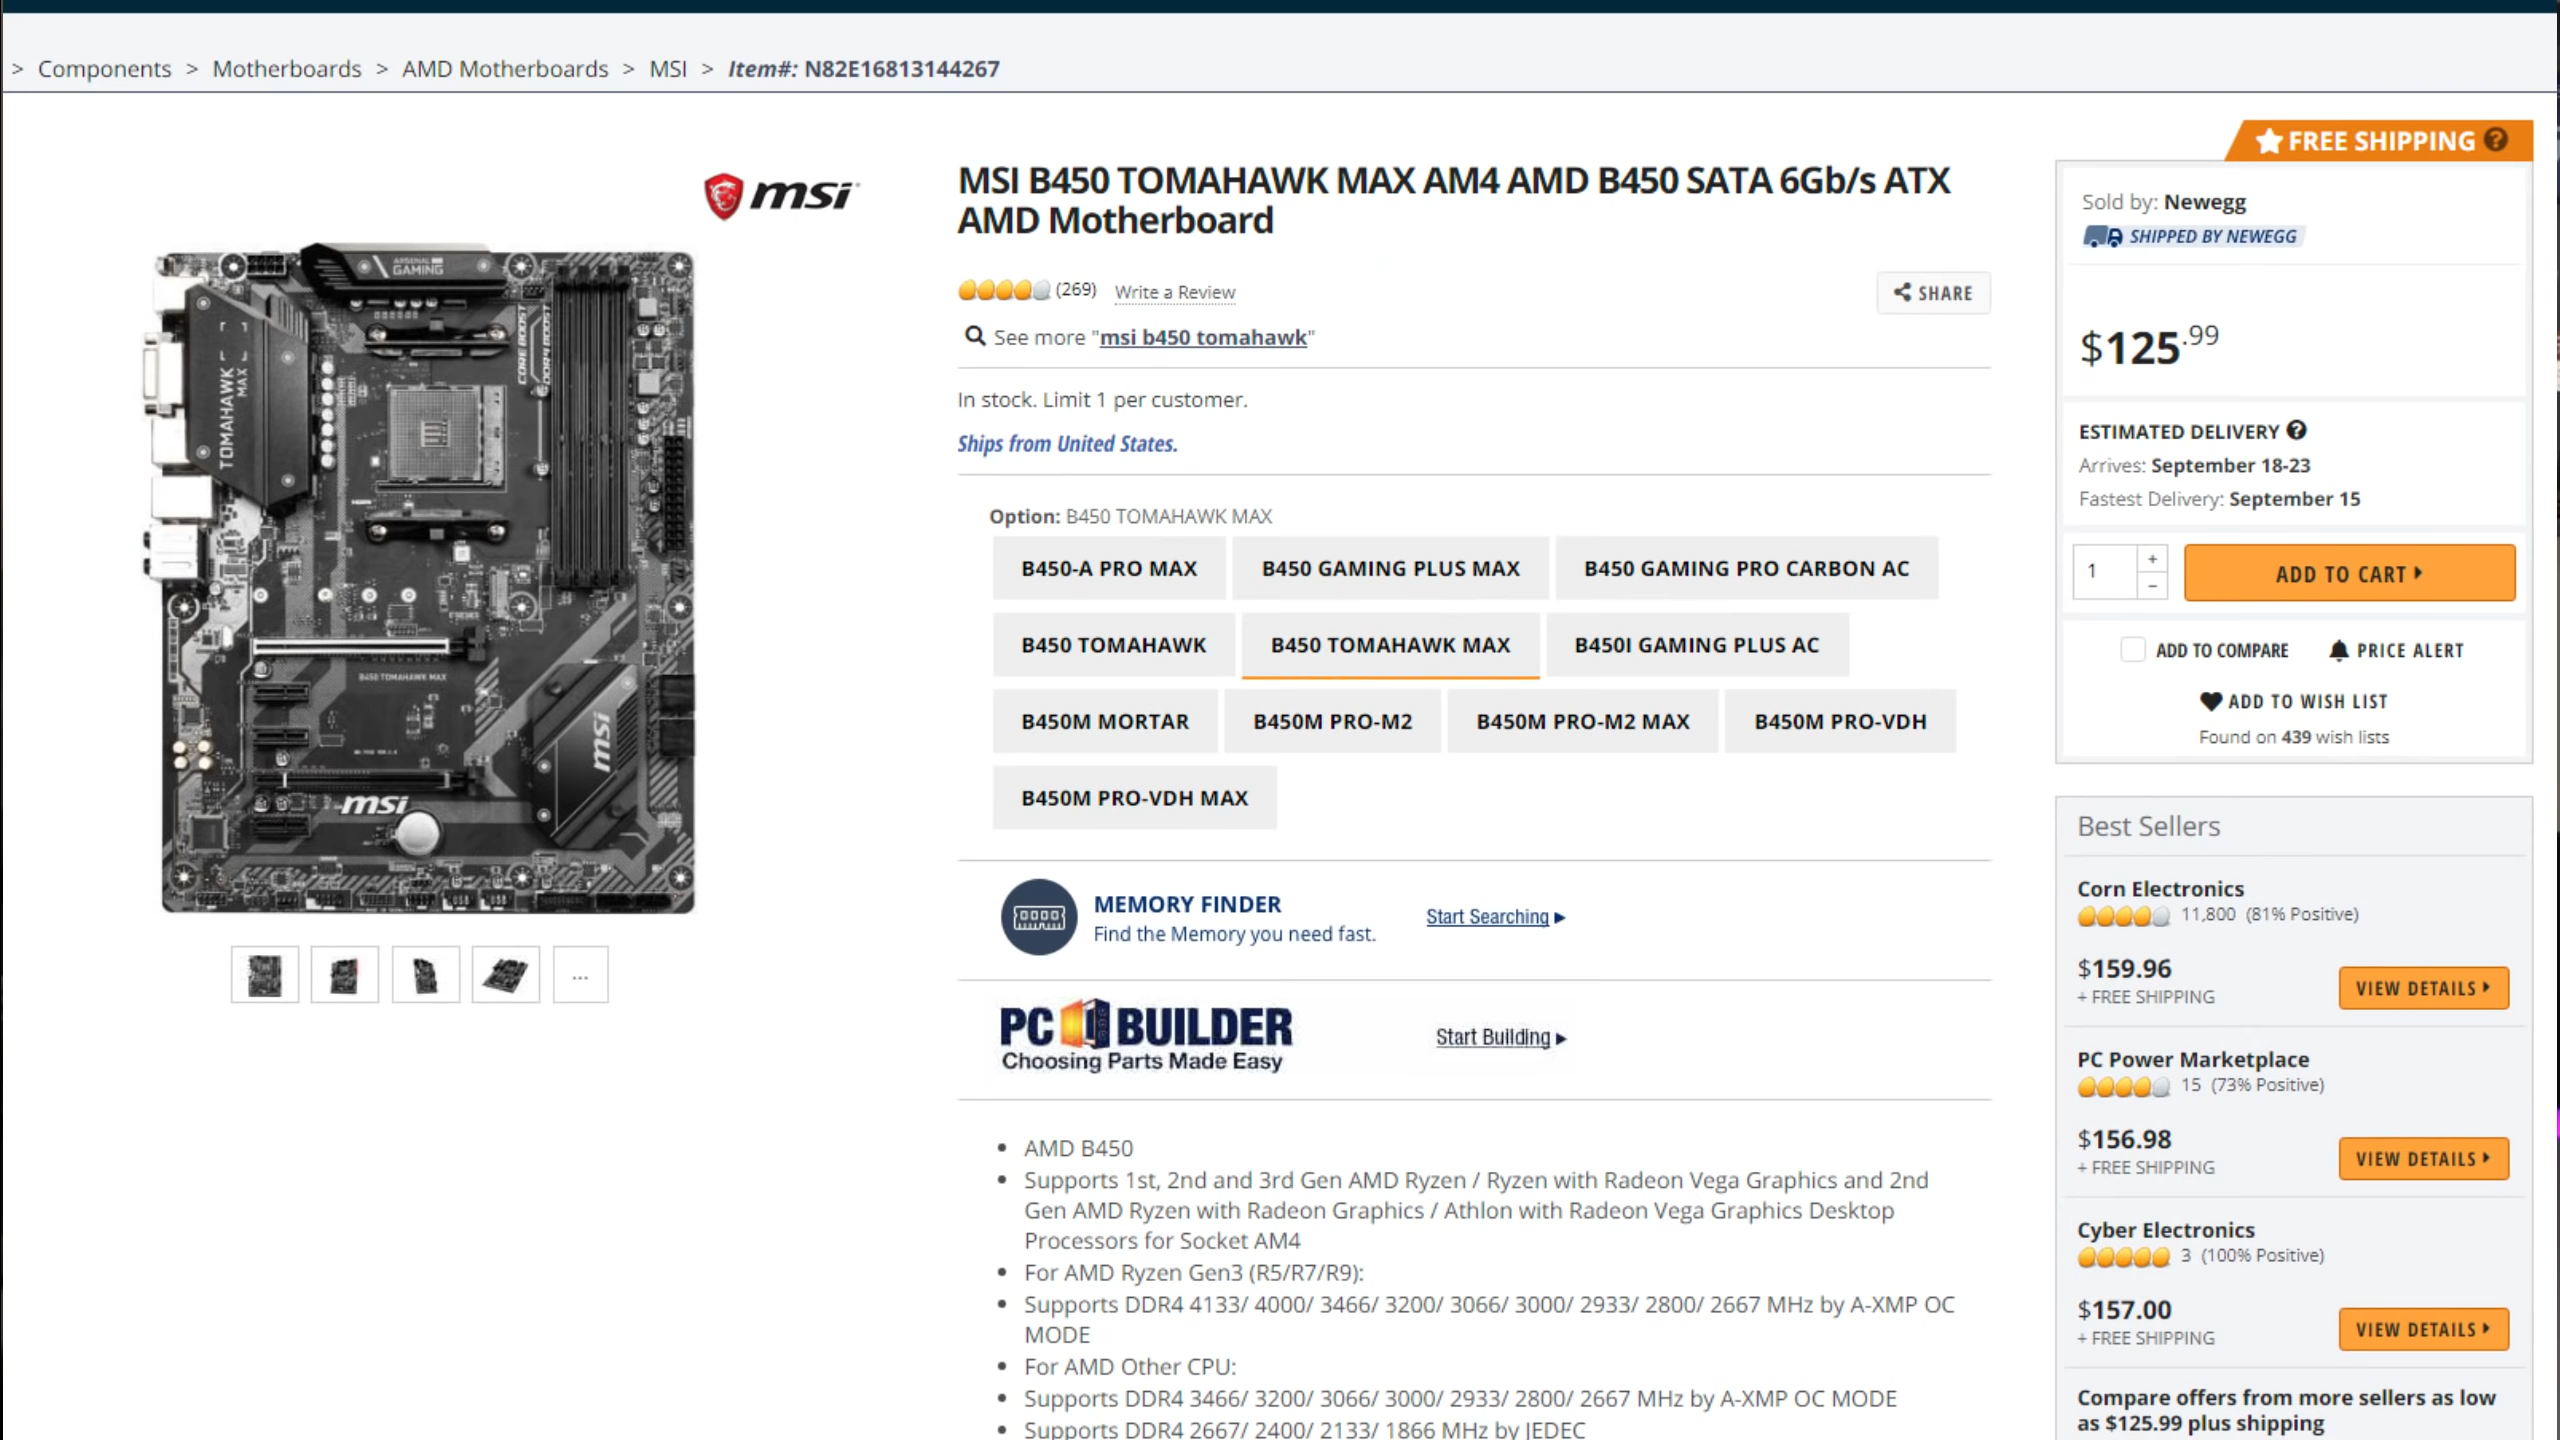 > Components > Motherboards > AMD Motherboards > MSI > Item#: N82E16813144267
msi
ARSENAL
GAMING
TOMAHAWK
MAX
CORE BOOST
DDR4 BOOST
B450 TOMAHAWK MAX
msi
msi
...
MSI B450 TOMAHAWK MAX AM4 AMD B450 SATA 6Gb/s ATX
AMD Motherboard
(269) Write a Review
SHARE
See more "msi b450 tomahawk"
In stock. Limit 1 per customer.
Ships from United States.
Option: B450 TOMAHAWK MAX
B450-A PRO MAX B450 GAMING PLUS MAX B450 GAMING PRO CARBON AC
B450 TOMAHAWK B450 TOMAHAWK MAX B450I GAMING PLUS AC
B450M MORTAR B450M PRO-M2 B450M PRO-M2 MAX B450M PRO-VDH
B450M PRO-VDH MAX
MEMORY FINDER
Find the Memory you need fast.
Start Searching
PC BUILDER
Choosing Parts Made Easy
Start Building
• AMD B450
• Supports 1st, 2nd and 3rd Gen AMD Ryzen / Ryzen with Radeon Vega Graphics and 2nd
Gen AMD Ryzen with Radeon Graphics / Athlon with Radeon Vega Graphics Desktop
Processors for Socket AM4
• For AMD Ryzen Gen3 (R5/R7/R9):
• Supports DDR4 4133/ 4000/ 3466/ 3200/ 3066/ 3000/ 2933/ 2800/ 2667 MHz by A-XMP OC
MODE
• For AMD Other CPU:
• Supports DDR4 3466/ 3200/ 3066/ 3000/ 2933/ 2800/ 2667 MHz by A-XMP OC MODE
• Supports DDR4 2667/ 2400/ 2133/ 1866 MHz by JEDEC
FREE SHIPPING ?
Sold by: Newegg
SHIPPED BY NEWEGG
$125.99
ESTIMATED DELIVERY ?
Arrives: September 18-23
Fastest Delivery: September 15
1 + −
ADD TO CART
ADD TO COMPARE PRICE ALERT
ADD TO WISH LIST
Found on 439 wish lists
Best Sellers
Corn Electronics
11,800 (81% Positive)
$159.96
+ FREE SHIPPING
VIEW DETAILS
PC Power Marketplace
15 (73% Positive)
$156.98
+ FREE SHIPPING
VIEW DETAILS
Cyber Electronics
3 (100% Positive)
$157.00
+ FREE SHIPPING
VIEW DETAILS
Compare offers from more sellers as low
as $125.99 plus shipping